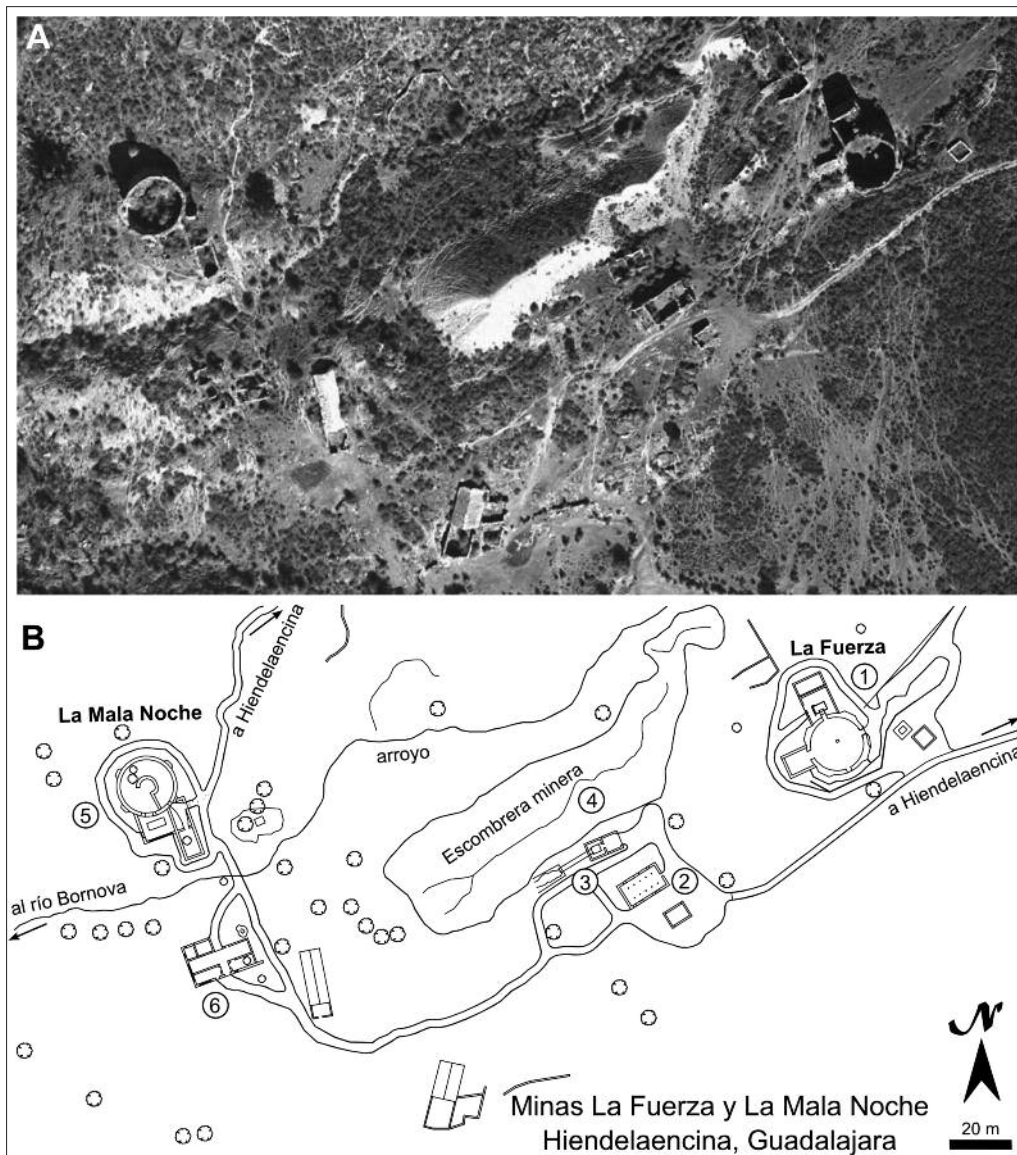 A
B
a Hiendelaencina
La Fuerza
1
La Mala Noche
arroyo
a Hiendelaencina
Escombrera minera
4
5
3
2
al río Bornova
6
N
Minas La Fuerza y La Mala Noche
Hiendelaencina, Guadalajara
20 m